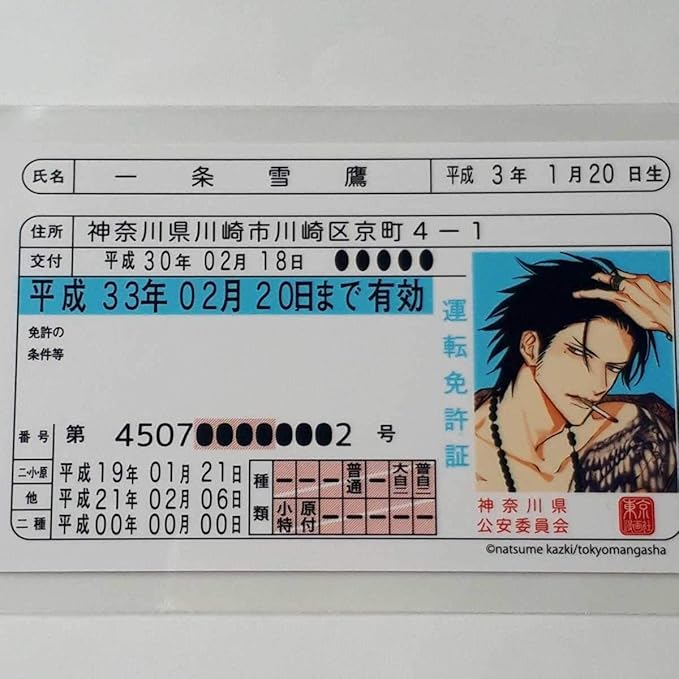 氏名 一条雪鷹 平成 3年 1月20日生
住所 神奈川県川崎市川崎区京町4-1
交付 平成30年02月18日
平成33年02月20日まで有効
免許の
条件等
運転免許証
番号 第 4507 2 号
二・小・原 平成19年01月21日
他 平成21年02月06日
二種 平成00年00月00日
種類 普通 大自二 普自二
小特 原付
神奈川県
公安委員会
東京漫画社
©natsume kazki/tokyomangasha